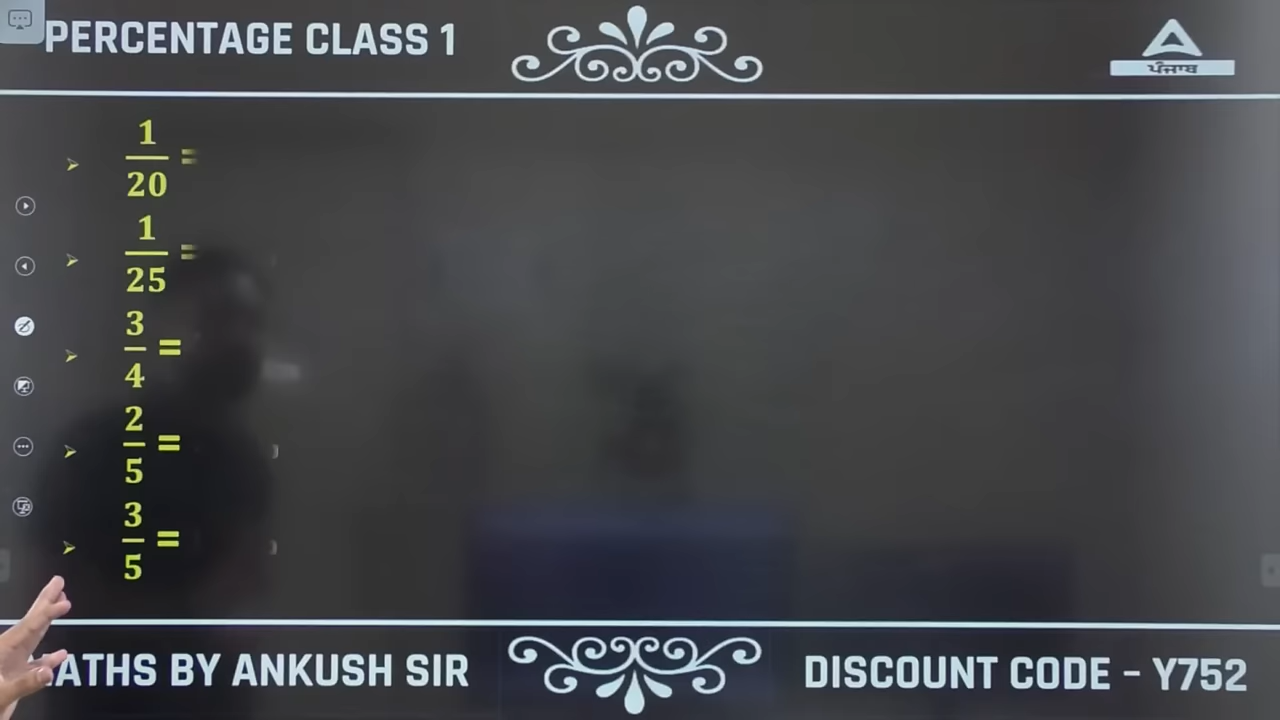 PERCENTAGE CLASS 1
ਪੰਜਾਬ
1/20 =
1/25 =
3/4 =
2/5 =
3/5 =
ATHS BY ANKUSH SIR
DISCOUNT CODE - Y752